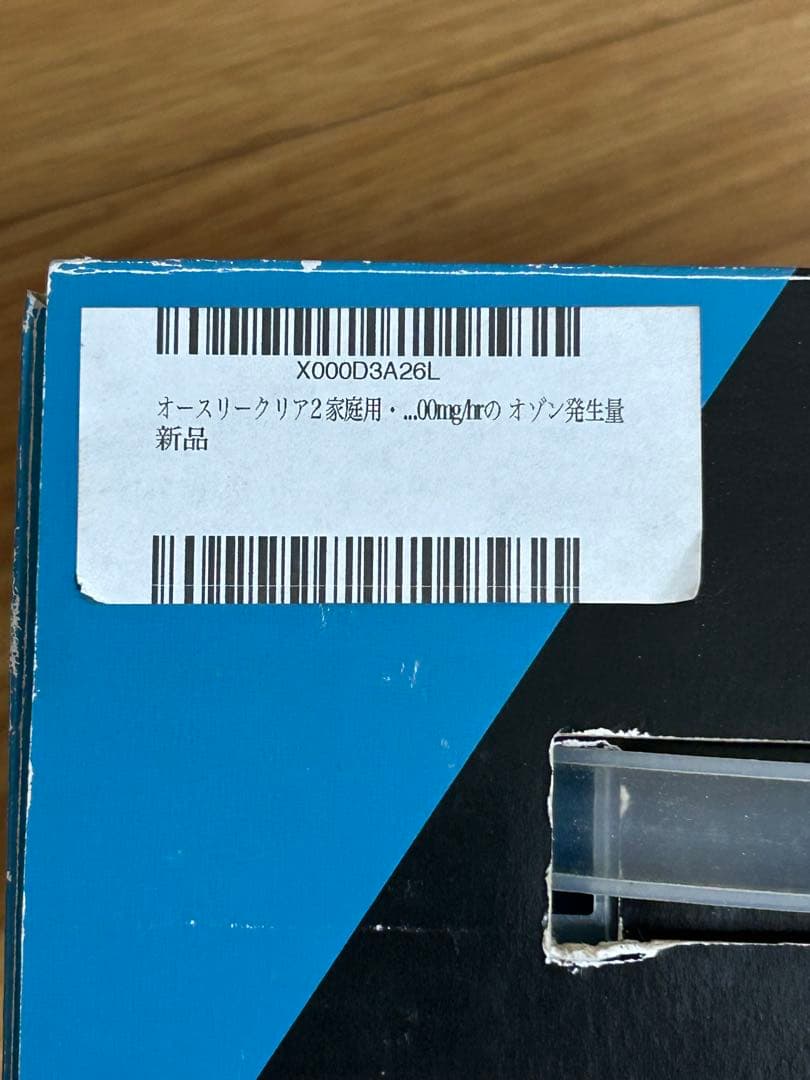 X000D3A26L
オースリークリア2 家庭用・...00mg/hrの オゾン発生量
新品